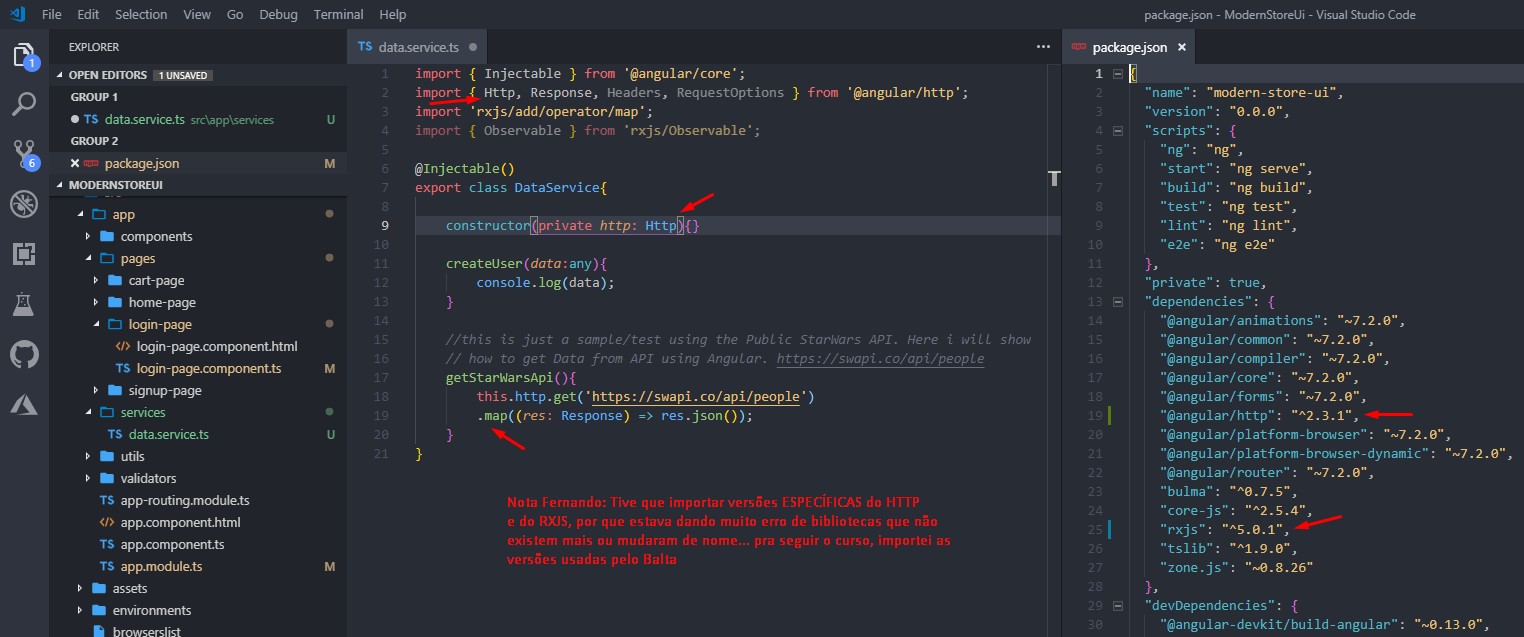 File Edit Selection View Go Debug Terminal Help
package.json - ModernStoreUi - Visual Studio Code
1
6
EXPLORER
OPEN EDITORS 1 UNSAVED
GROUP 1
TS data.service.ts src\app\services U
GROUP 2
package.json M
MODERNSTOREUI
app
components
pages
cart-page
home-page
login-page
login-page.component.html
TS login-page.component.ts M
signup-page
services
TS data.service.ts U
utils
validators
TS app-routing.module.ts
app.component.html
TS app.component.ts
TS app.module.ts M
assets
environments
browserslist
TS data.service.ts
1 import { Injectable } from '@angular/core';
2 import { Http, Response, Headers, RequestOptions } from '@angular/http';
3 import 'rxjs/add/operator/map';
4 import { Observable } from 'rxjs/Observable';
5
6 @Injectable()
7 export class DataService{
8
9 constructor(private http: Http){}
10
11 createUser(data:any){
12 console.log(data);
13 }
14
15 //this is just a sample/test using the Public StarWars API. Here i will show
16 // how to get Data from API using Angular. https://swapi.co/api/people
17 getStarWarsApi(){
18 this.http.get('https://swapi.co/api/people')
19 .map((res: Response) => res.json());
20 }
21 }
Nota Fernando: Tive que importar versões ESPECÍFICAS do HTTP
e do RXJS, por que estava dando muito erro de bibliotecas que não
existem mais ou mudaram de nome... pra seguir o curso, importei as
versões usadas pelo Balta
package.json
1 {
2 "name": "modern-store-ui",
3 "version": "0.0.0",
4 "scripts": {
5 "ng": "ng",
6 "start": "ng serve",
7 "build": "ng build",
8 "test": "ng test",
9 "lint": "ng lint",
10 "e2e": "ng e2e"
11 },
12 "private": true,
13 "dependencies": {
14 "@angular/animations": "~7.2.0",
15 "@angular/common": "~7.2.0",
16 "@angular/compiler": "~7.2.0",
17 "@angular/core": "~7.2.0",
18 "@angular/forms": "~7.2.0",
19 "@angular/http": "^2.3.1",
20 "@angular/platform-browser": "~7.2.0",
21 "@angular/platform-browser-dynamic": "~7.2.0",
22 "@angular/router": "~7.2.0",
23 "bulma": "^0.7.5",
24 "core-js": "^2.5.4",
25 "rxjs": "^5.0.1",
26 "tslib": "^1.9.0",
27 "zone.js": "~0.8.26"
28 },
29 "devDependencies": {
30 "@angular-devkit/build-angular": "~0.13.0",